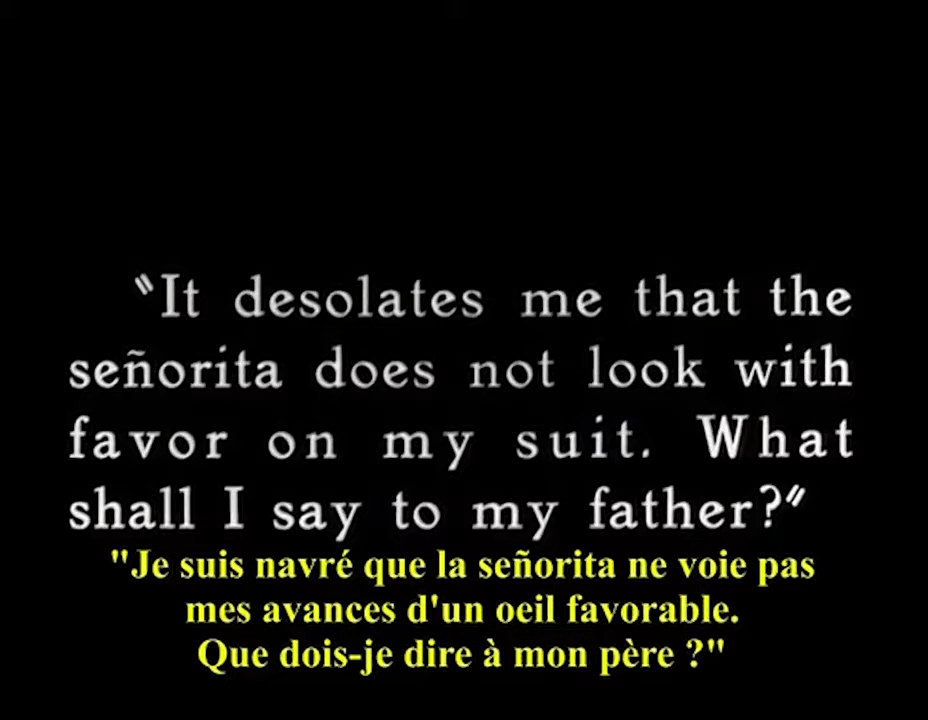 "It desolates me that the
señorita does not look with
favor on my suit. What
shall I say to my father?"
"Je suis navré que la señorita ne voie pas
mes avances d'un oeil favorable.
Que dois-je dire à mon père ?"